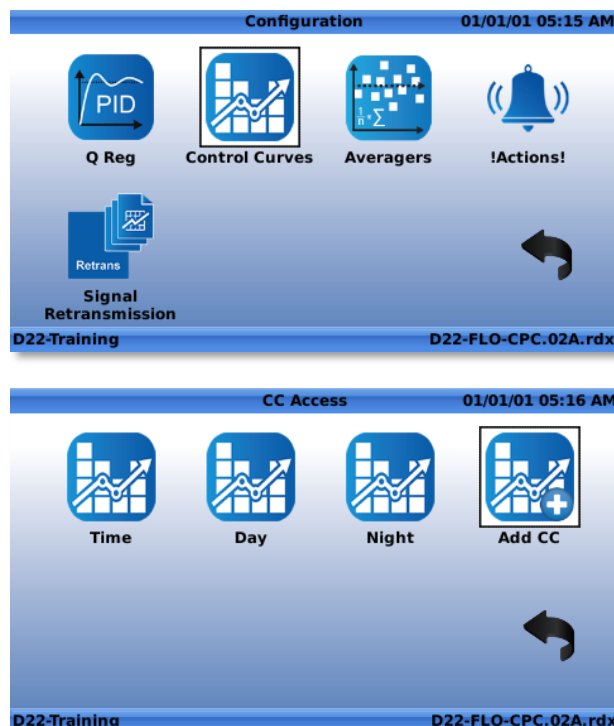 Configuration 01/01/01 05:15 AM
PID
1/n *Σ
Q Reg Control Curves Averagers !Actions!
Retrans
Signal
Retransmission
D22-Training D22-FLO-CPC.02A.rdx
CC Access 01/01/01 05:16 AM
Time Day Night Add CC
D22-Training D22-FLO-CPC.02A.rdx